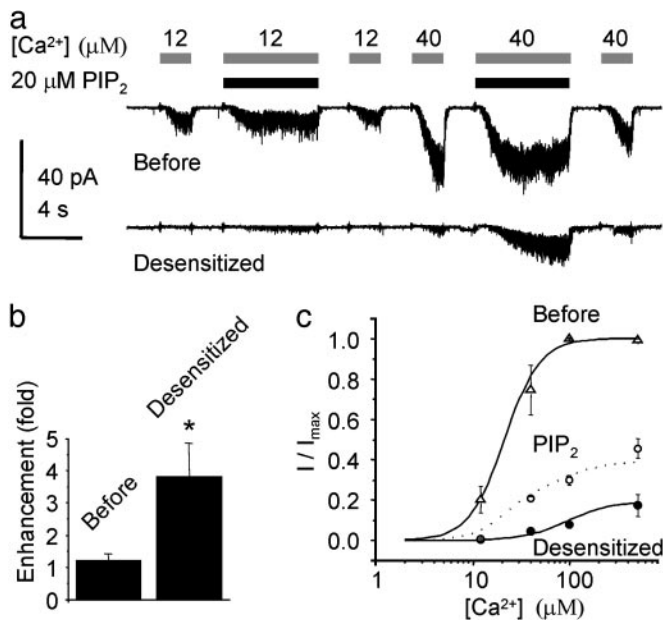 a
[Ca²⁺] (μM) 12 12 12 40 40 40
20 μM PIP₂
Before
40 pA
4 s
Desensitized
b
Enhancement (fold)
5
4
3
2
1
0
Before
Desensitized
*
c
I / Iₘₐₓ
1.0
0.8
0.6
0.4
0.2
0.0
Before
PIP₂
Desensitized
1 10 100
[Ca²⁺] (μM)